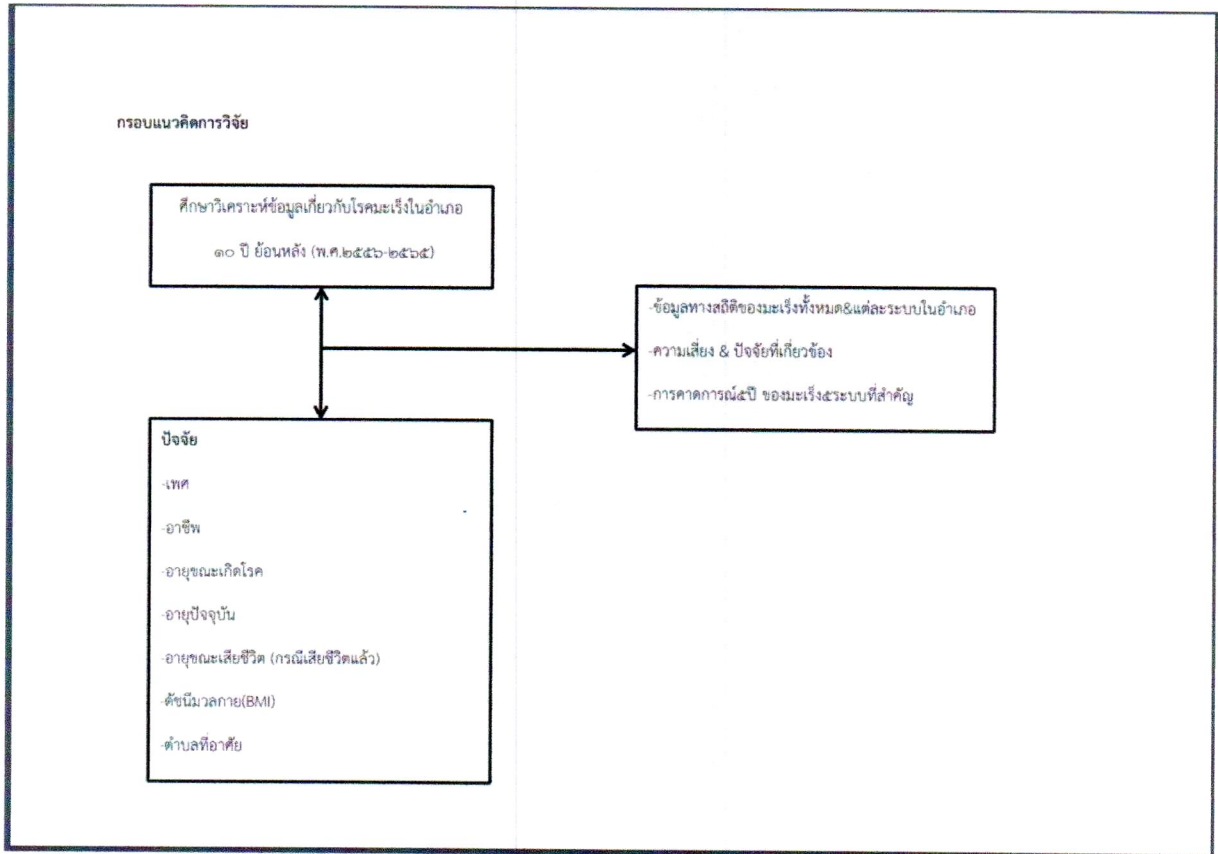 กรอบแนวคิดการวิจัย
ศึกษาวิเคราะห์ข้อมูลเกี่ยวกับโรคมะเร็งในอำเภอ
๑๐ ปี ย้อนหลัง (พ.ศ.๒๕๕๖-๒๕๖๕)
-ข้อมูลทางสถิติของมะเร็งทั้งหมด&แต่ละระบบในอำเภอ
-ความเสี่ยง & ปัจจัยที่เกี่ยวข้อง
-การคาดการณ์๕ปี ของมะเร็ง๕ระบบที่สำคัญ
ปัจจัย
-เพศ
-อาชีพ
-อายุขณะเกิดโรค
-อายุปัจจุบัน
-อายุขณะเสียชีวิต (กรณีเสียชีวิตแล้ว)
-ดัชนีมวลกาย(BMI)
-ตำบลที่อาศัย